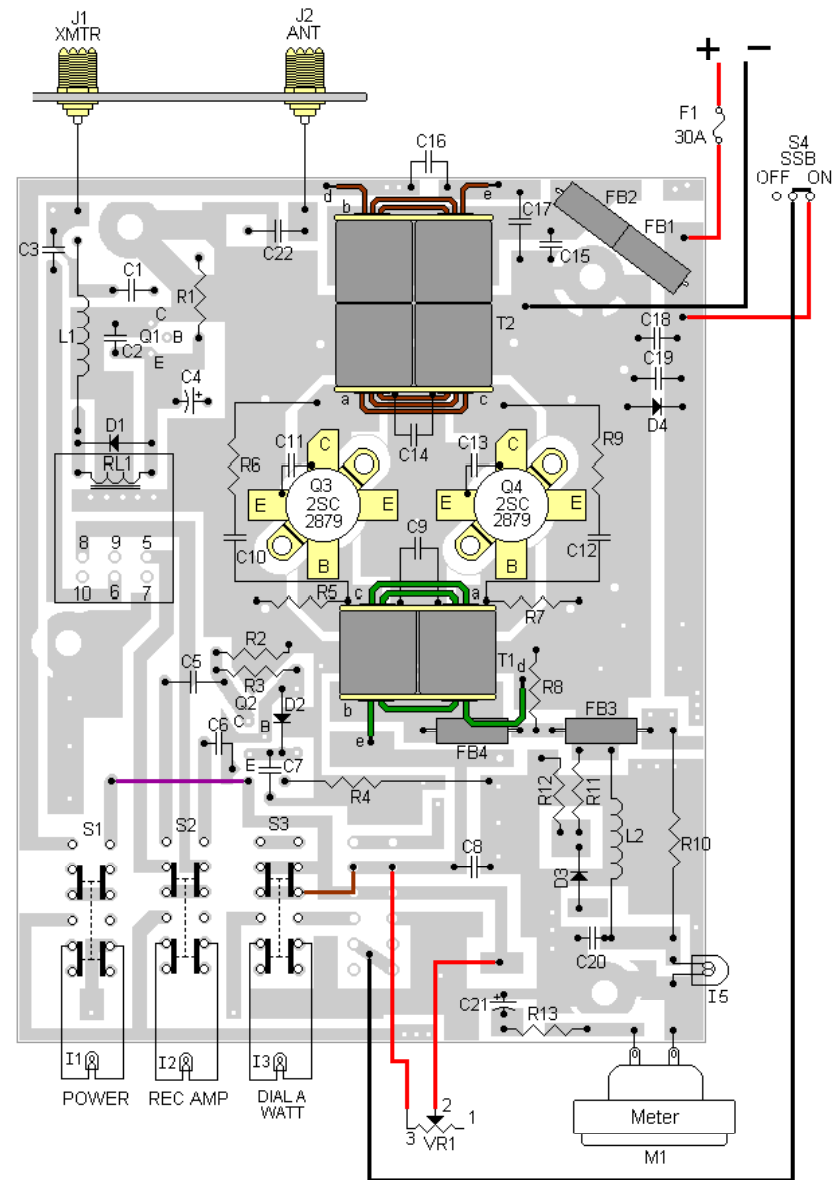 J1
XMTR
J2
ANT
+ −
F1
30A
S4
SSB
OFF ON
C16
d
e
b
FB2
FB1
C17
C15
C3
C22
C1
R1
C
Q1 B
E
L1
C2
T2
C18
C19
C4
D4
a
c
D1
RL1
C11
C
C14
C13
C
R6
R9
E
Q3
2SC
2879
E
E
Q4
2SC
2879
E
8 9 5
10 6 7
C10
B
C9
B
C12
R5
c
a
R7
R2
C5
R3
T1
d
R8
Q2
C
D2
B
b
C6
FB3
e
FB4
E
C7
R4
R12
R11
S1
S2
S3
L2
R10
C8
D3
C20
C21
+
I5
R13
I1
I2
I3
POWER
REC AMP
DIAL A
WATT
2
1
3
VR1
Meter
M1